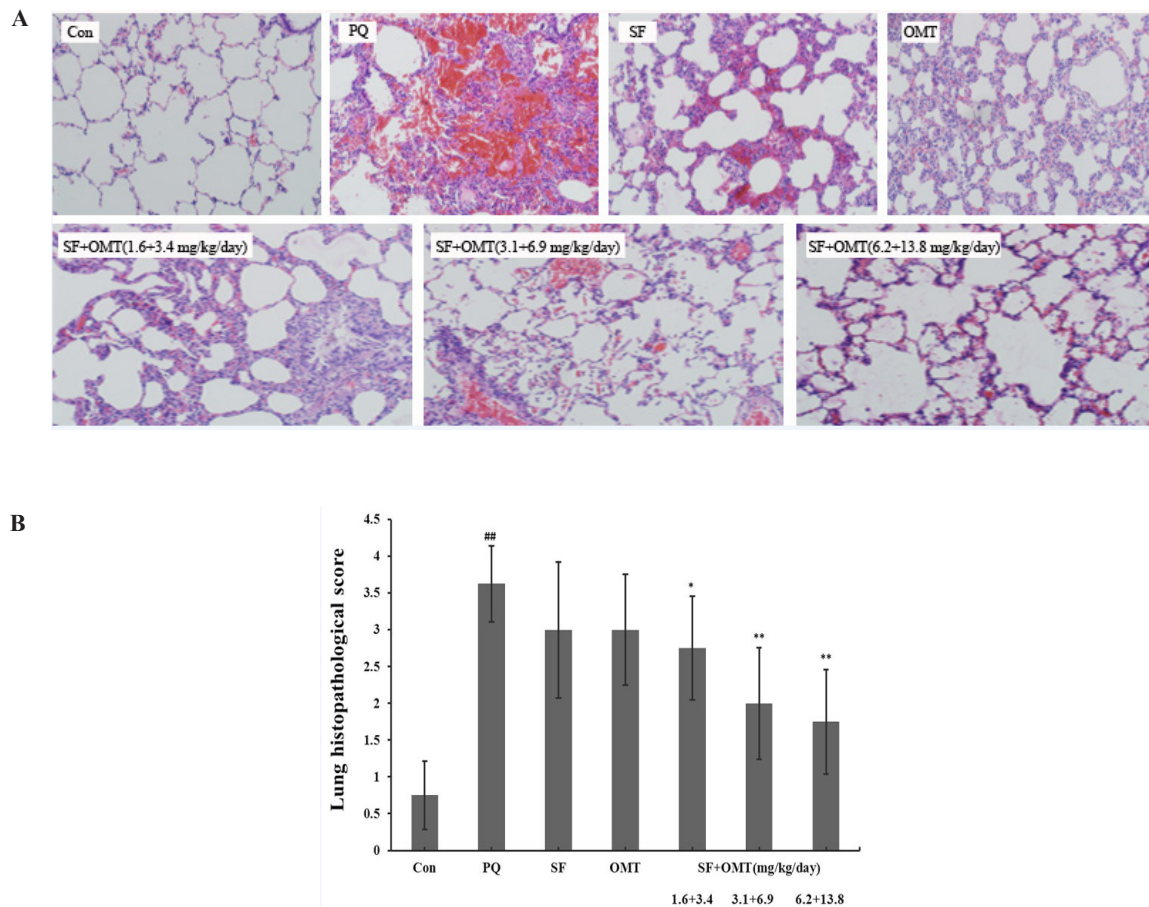 A
Con
PQ
SF
OMT
SF+OMT(1.6+3.4 mg/kg/day)
SF+OMT(3.1+6.9 mg/kg/day)
SF+OMT(6.2+13.8 mg/kg/day)
B
Lung histopathological score
4.5
4
3.5
3
2.5
2
1.5
1
0.5
0
##
*
**
**
Con
PQ
SF
OMT
SF+OMT(mg/kg/day)
1.6+3.4
3.1+6.9
6.2+13.8